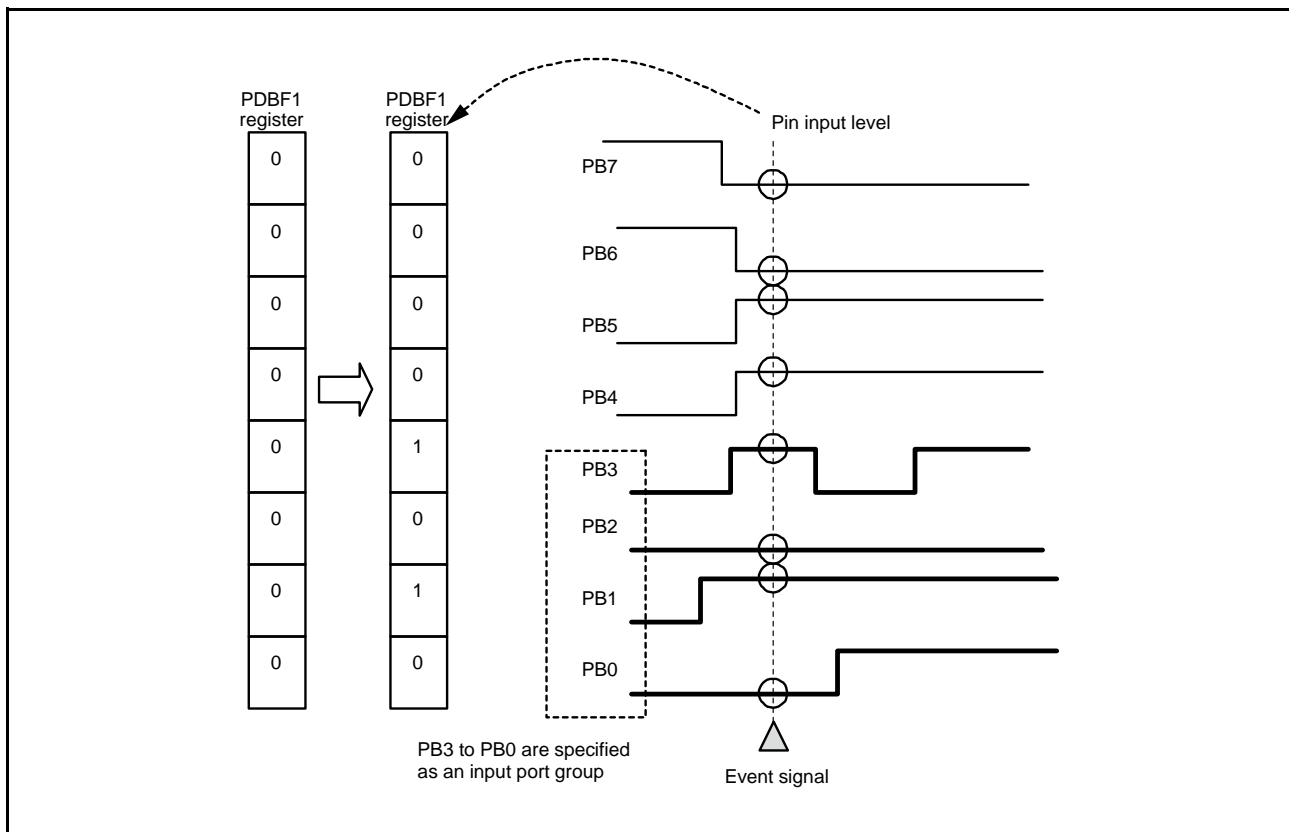 PDBF1
register
PDBF1
register
Pin input level
0
0
0
0
0
0
0
0
0
0
0
0
1
0
1
0
PB7
PB6
PB5
PB4
PB3
PB2
PB1
PB0
PB3 to PB0 are specified
as an input port group
Event signal